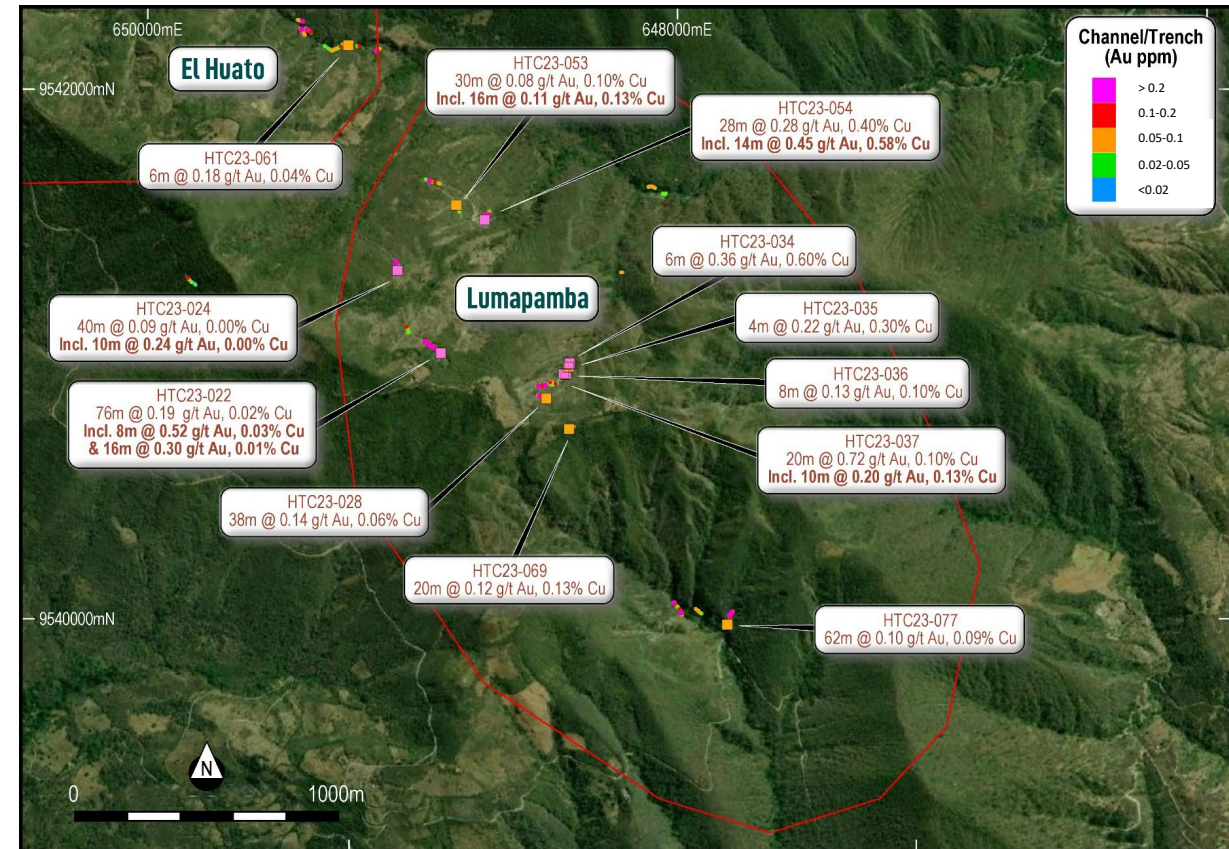 650000mE
648000mE
Channel/Trench
(Au ppm)
> 0.2
0.1-0.2
0.05-0.1
0.02-0.05
<0.02
El Huato
HTC23-053
30m @ 0.08 g/t Au, 0.10% Cu
Incl. 16m @ 0.11 g/t Au, 0.13% Cu
9542000mN
HTC23-054
28m @ 0.28 g/t Au, 0.40% Cu
Incl. 14m @ 0.45 g/t Au, 0.58% Cu
HTC23-061
6m @ 0.18 g/t Au, 0.04% Cu
HTC23-034
6m @ 0.36 g/t Au, 0.60% Cu
Lumapamba
HTC23-024
40m @ 0.09 g/t Au, 0.00% Cu
Incl. 10m @ 0.24 g/t Au, 0.00% Cu
HTC23-035
4m @ 0.22 g/t Au, 0.30% Cu
HTC23-036
8m @ 0.13 g/t Au, 0.10% Cu
HTC23-022
76m @ 0.19 g/t Au, 0.02% Cu
Incl. 8m @ 0.52 g/t Au, 0.03% Cu
& 16m @ 0.30 g/t Au, 0.01% Cu
HTC23-037
20m @ 0.72 g/t Au, 0.10% Cu
Incl. 10m @ 0.20 g/t Au, 0.13% Cu
HTC23-028
38m @ 0.14 g/t Au, 0.06% Cu
HTC23-069
20m @ 0.12 g/t Au, 0.13% Cu
9540000mN
HTC23-077
62m @ 0.10 g/t Au, 0.09% Cu
N
0
1000m